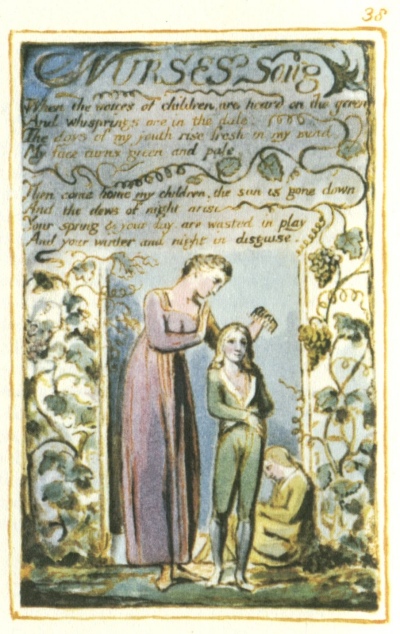 38
NURSES Song
When the voices of children, are heard on the green
And whisprings are in the dale:
The days of my youth rise fresh in my mind,
My face turns green and pale.
Then come home my children, the sun is gone down
And the dews of night arise
Your spring & your day, are wasted in play
And your winter and night in disguise.